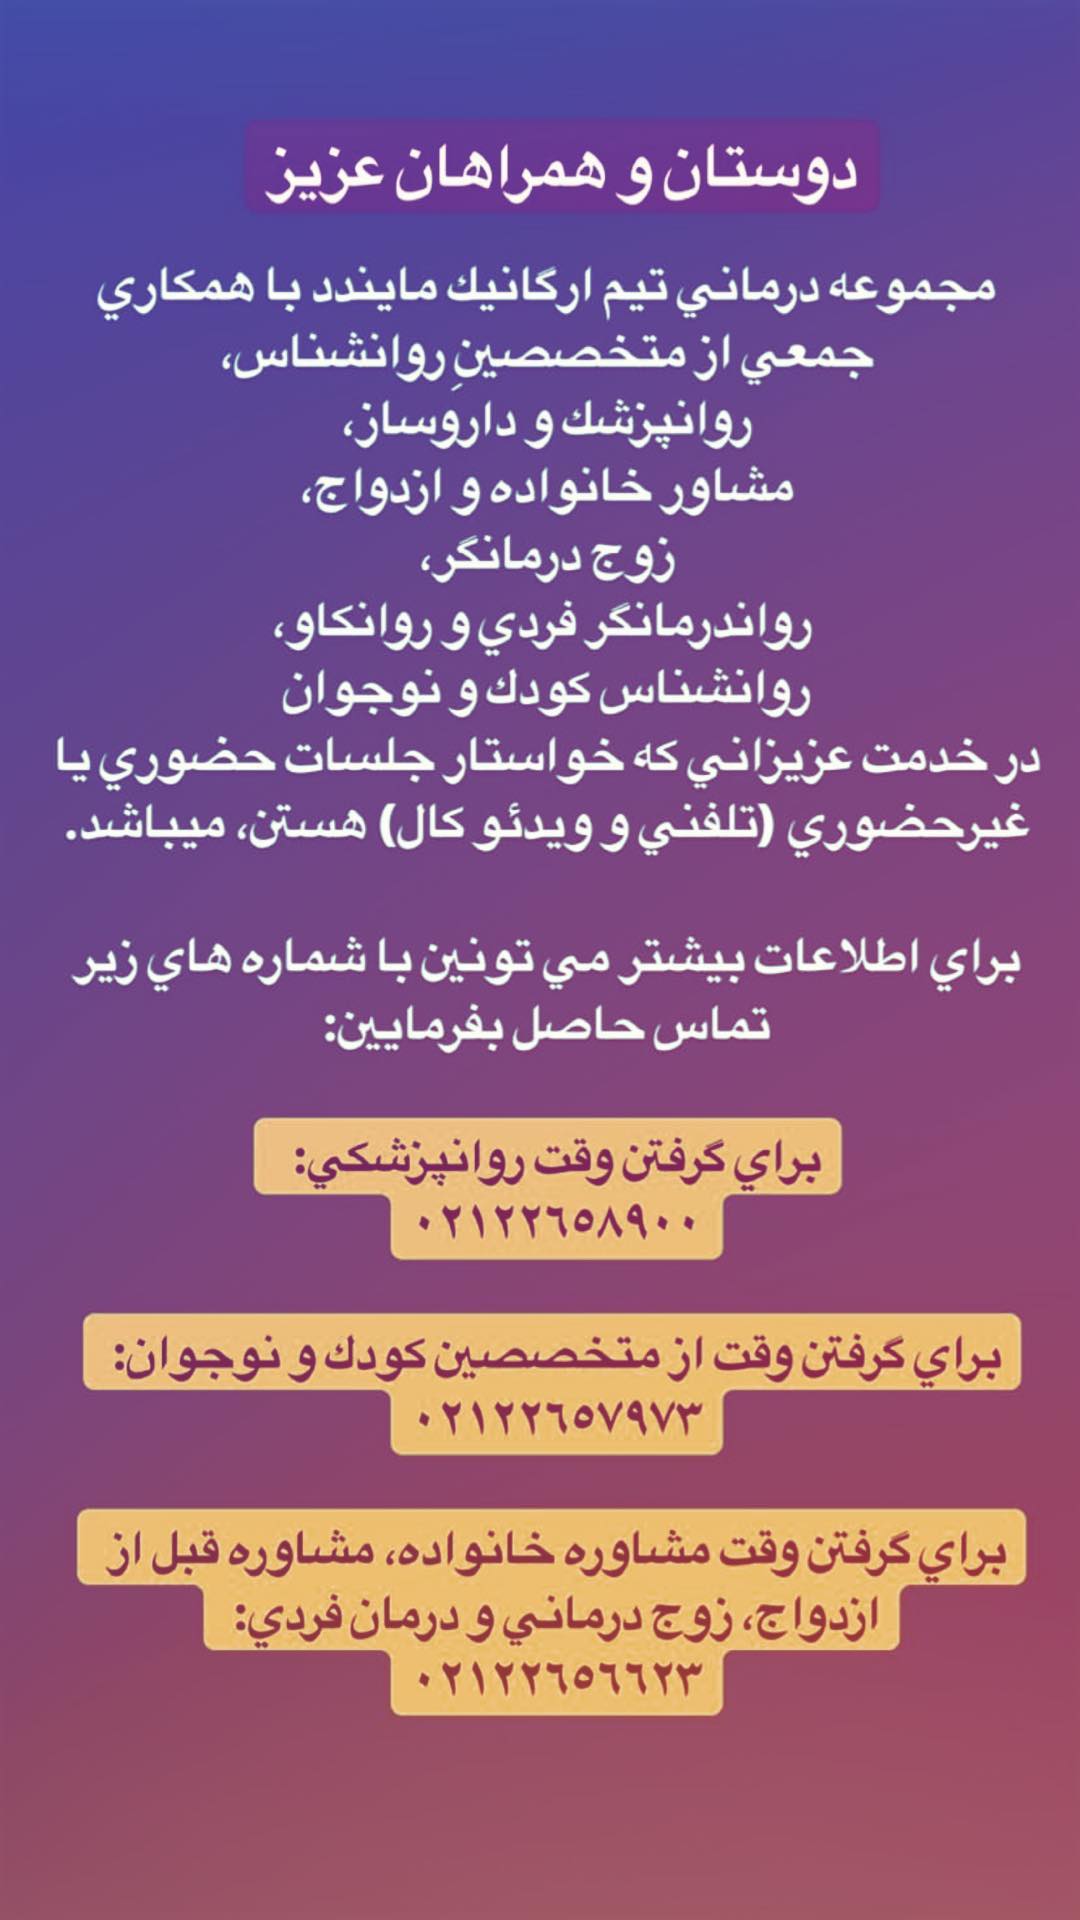 دوستان و همراهان عزيز
مجموعه درماني تيم ارگانيك مايندد با همكاري
جمعي از متخصصينِ روانشناس،
روانپزشك و داروساز،
مشاور خانواده و ازدواج،
زوج درمانگر،
رواندرمانگر فردي و روانكاو،
روانشناس كودك و نوجوان
در خدمت عزيزاني كه خواستار جلسات حضوري يا
غيرحضوري (تلفني و ويدئو كال) هستن، ميباشد.
براي اطلاعات بيشتر مي تونين با شماره هاي زير
تماس حاصل بفرمايين:
براي گرفتن وقت روانپزشكي:
٠٢١٢٢٦٥٨٩٠٠
براي گرفتن وقت از متخصصين كودك و نوجوان:
٠٢١٢٢٦٥٧٩٧٣
براي گرفتن وقت مشاوره خانواده، مشاوره قبل از
ازدواج، زوج درماني و درمان فردي:
٠٢١٢٢٦٥٦٦٢٣